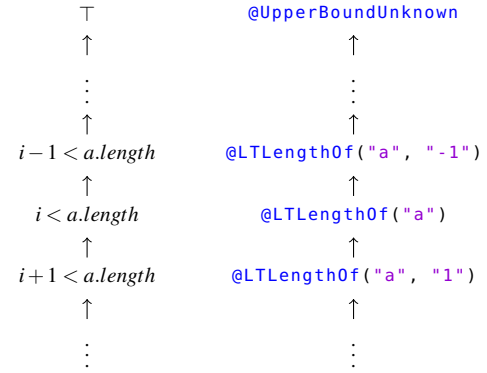 ⊤ @UpperBoundUnknown
↑ ↑
⋮ ⋮
↑ ↑
i − 1 < a.length @LTLengthOf("a", "-1")
↑ ↑
i < a.length @LTLengthOf("a")
↑ ↑
i + 1 < a.length @LTLengthOf("a", "1")
↑ ↑
⋮ ⋮